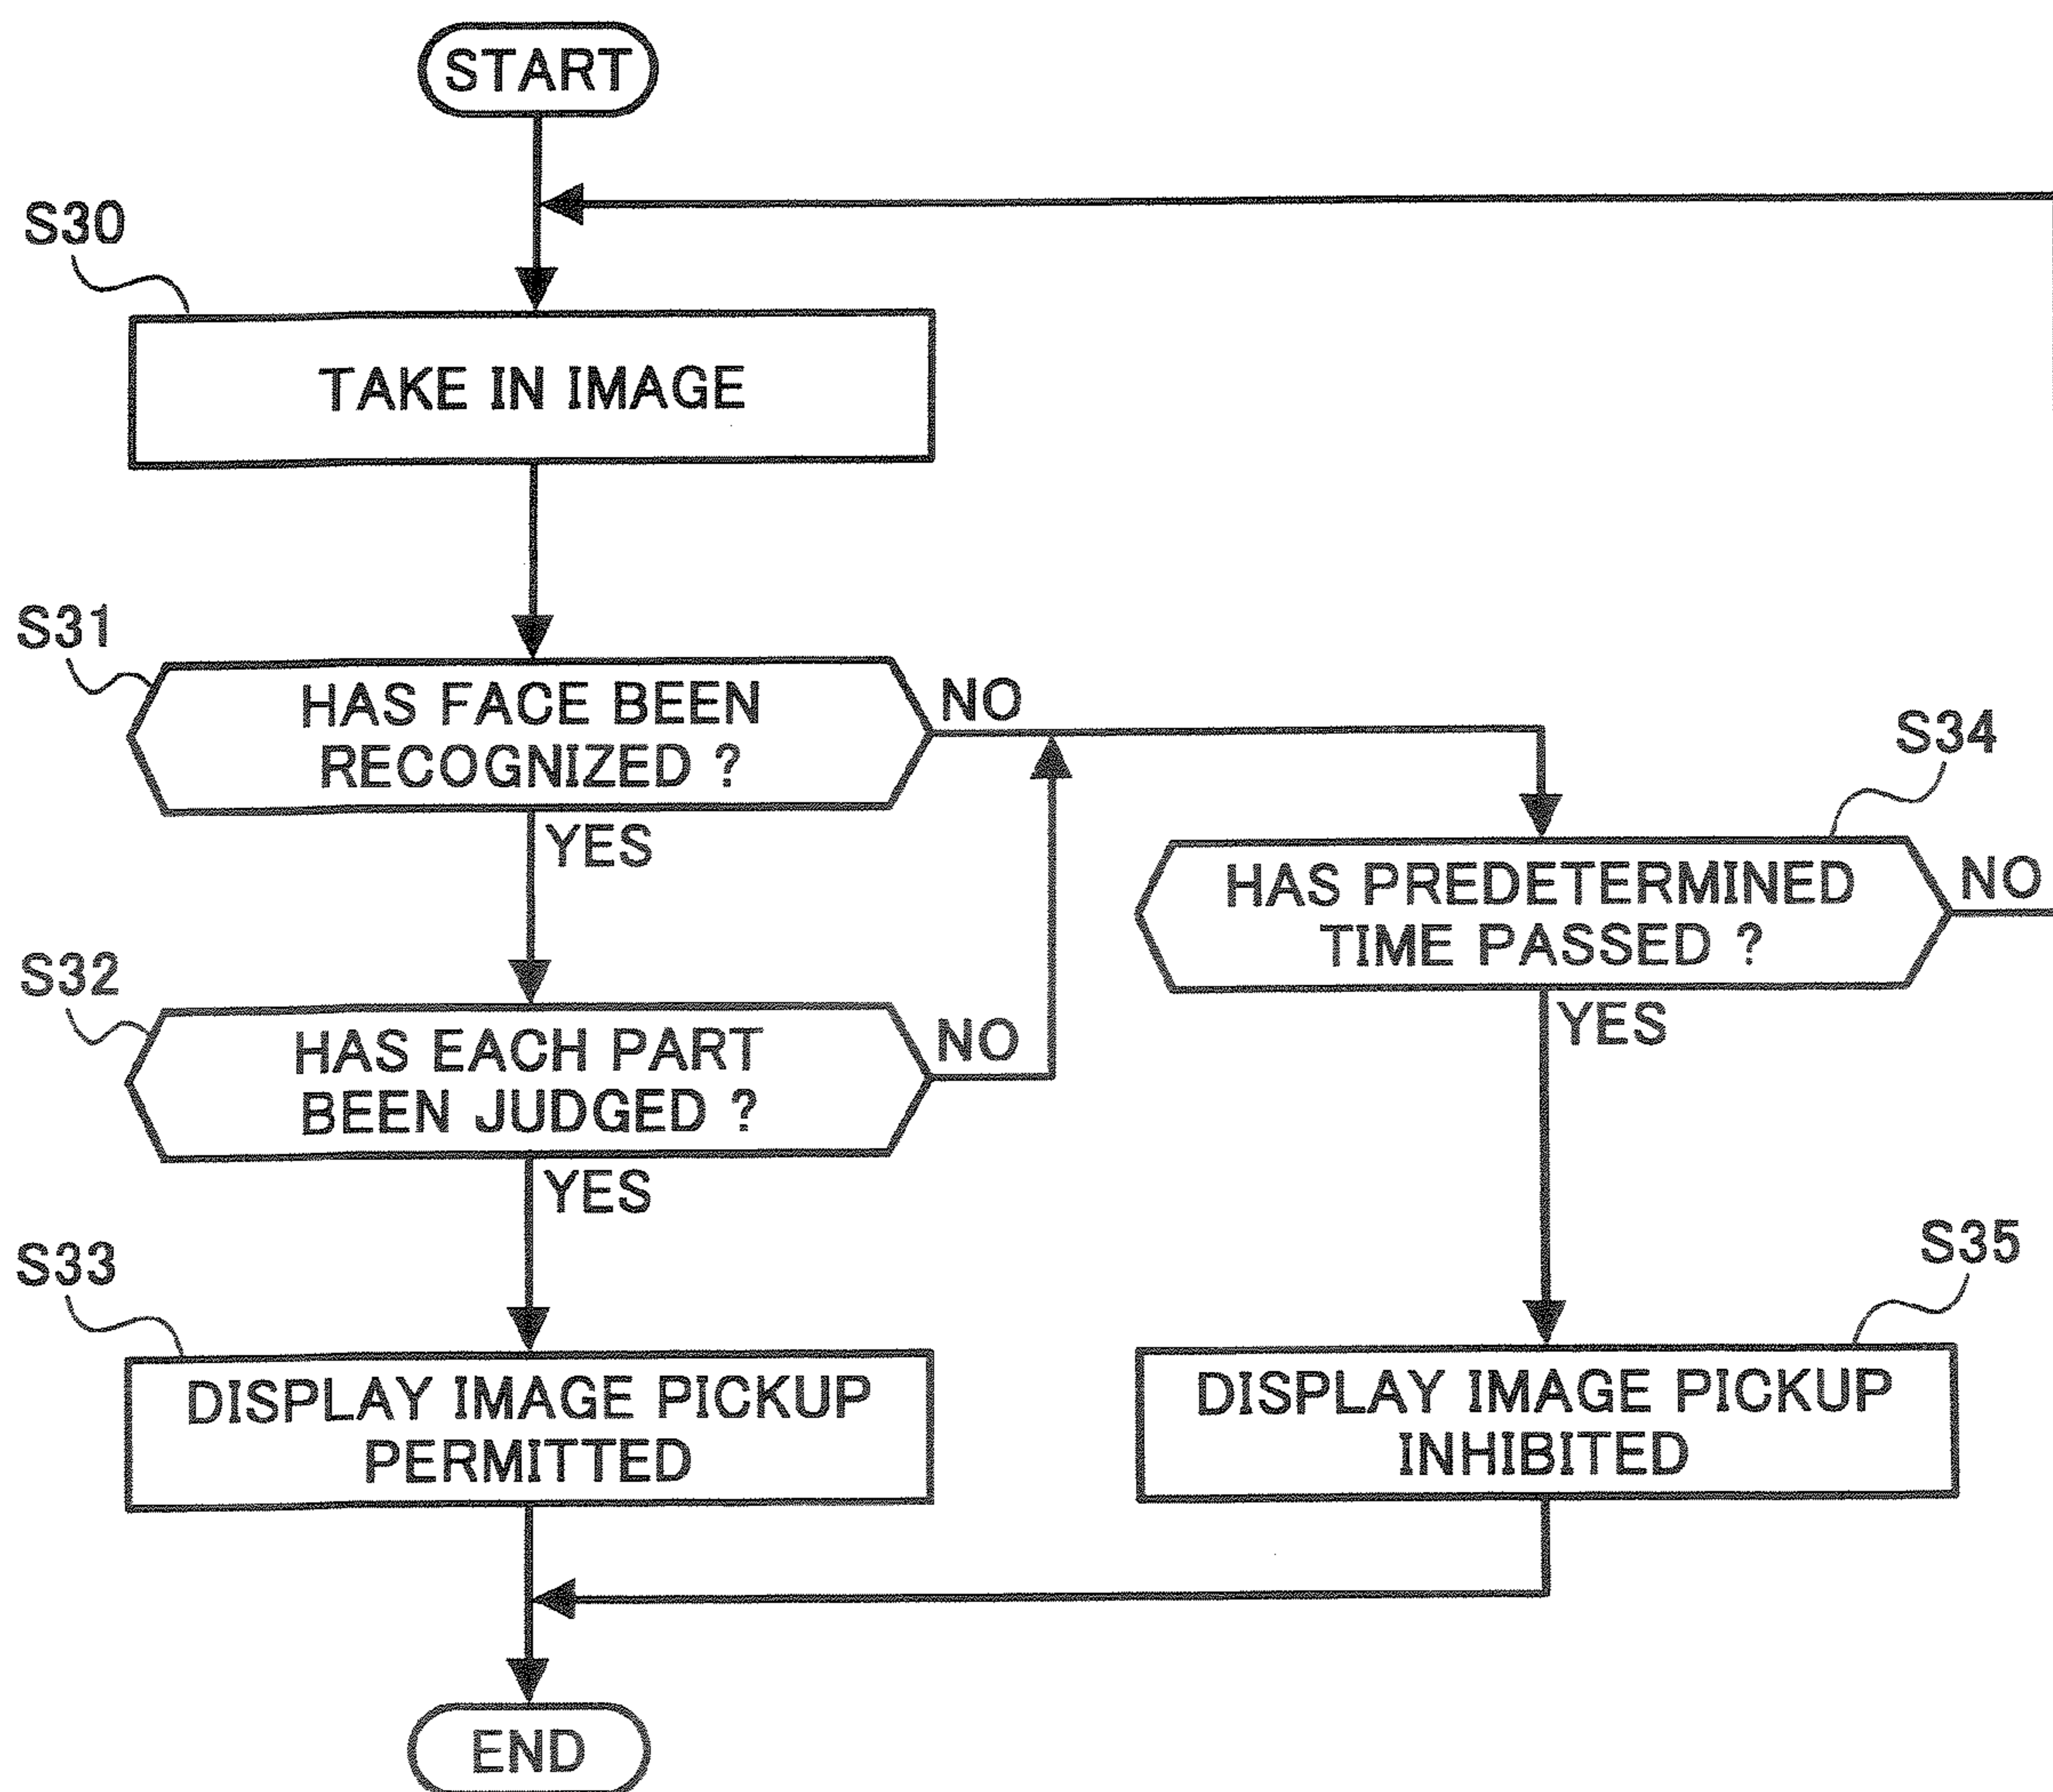 START
S30
TAKE IN IMAGE
S31
HAS FACE BEEN
RECOGNIZED ?
NO
YES
S32
HAS EACH PART
BEEN JUDGED ?
NO
YES
S33
DISPLAY IMAGE PICKUP
PERMITTED
S34
HAS PREDETERMINED
TIME PASSED ?
NO
YES
S35
DISPLAY IMAGE PICKUP
INHIBITED
END